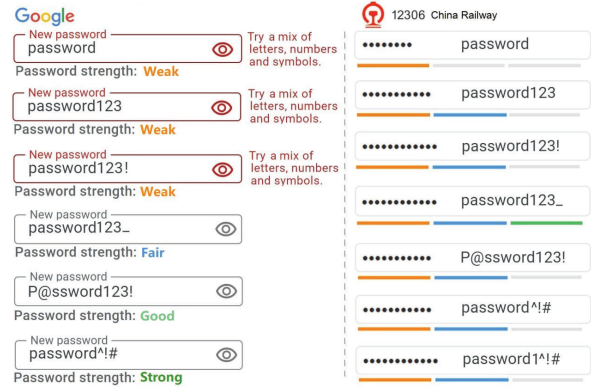 Google
New password
password
Password strength: Weak
Try a mix of
letters, numbers
and symbols.
New password
password123
Password strength: Weak
Try a mix of
letters, numbers
and symbols.
New password
password123!
Password strength: Weak
Try a mix of
letters, numbers
and symbols.
New password
password123_
Password strength: Fair
New password
P@ssword123!
Password strength: Good
New password
password^!#
Password strength: Strong
12306 China Railway
•••••••• password
••••••••••• password123
•••••••••••• password123!
•••••••••••• password123_
•••••••••••• P@ssword123!
••••••••••• password^!#
•••••••••••• password1^!#